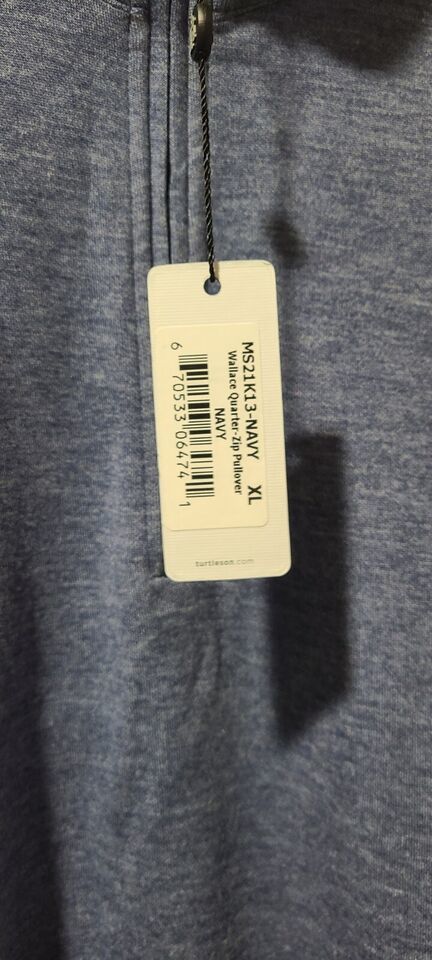 MS21K13-NAVY XL
Wallace Quarter-Zip Pullover
NAVY
6 70533 06474 1
turtleson.com